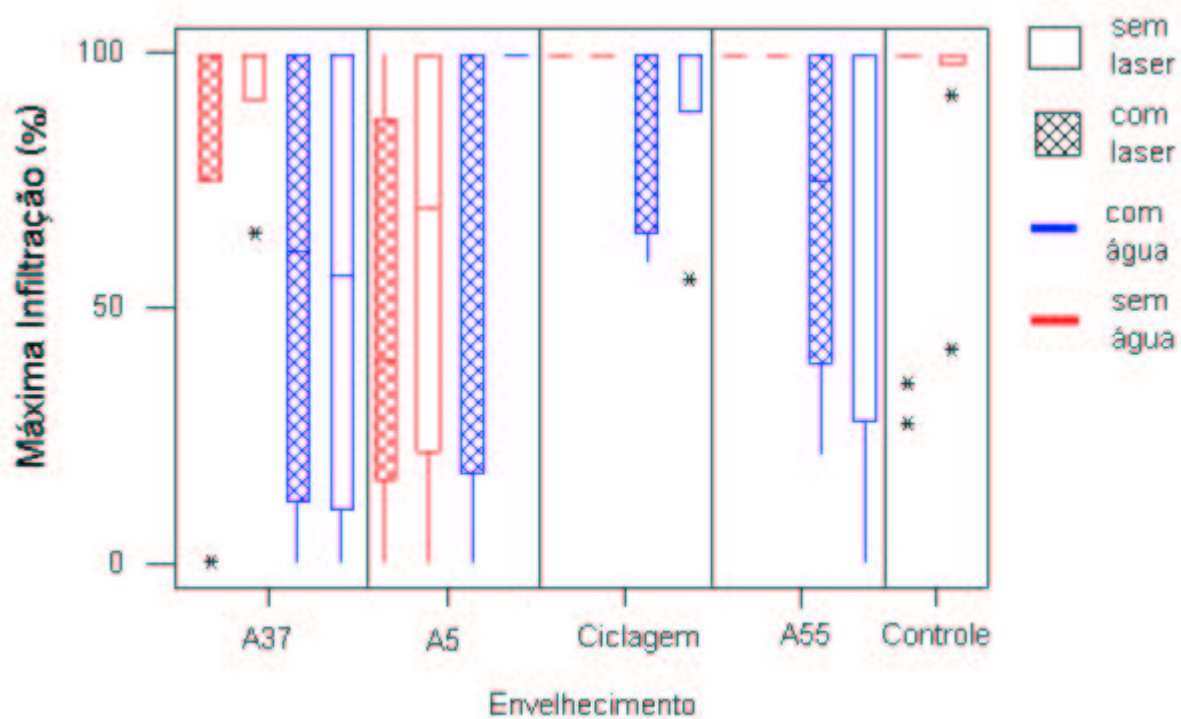 Máxima Infiltração (%)
100
50
0
A37
A5
Ciclagem
A55
Controle
Envelhecimento
sem
laser
com
laser
com
água
sem
água